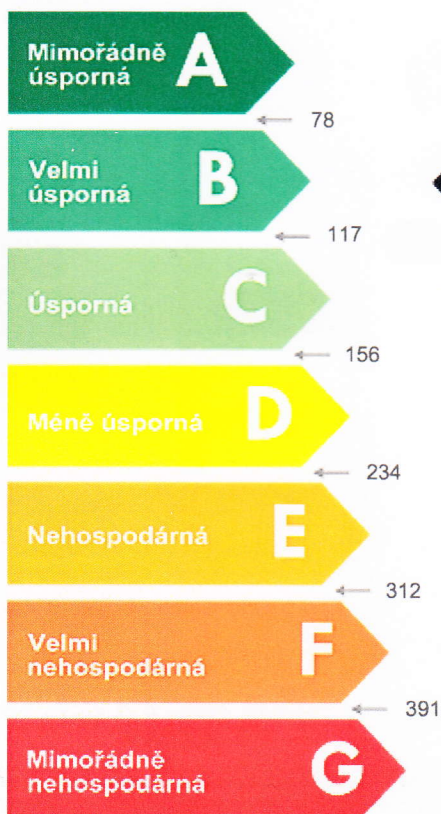 Mimořádně
úsporná
A
78
Velmi
úsporná
B
117
Úsporná
C
156
Méně úsporná
D
234
Nehospodárná
E
312
Velmi
nehospodárná
F
391
Mimořádně
nehospodárná
G